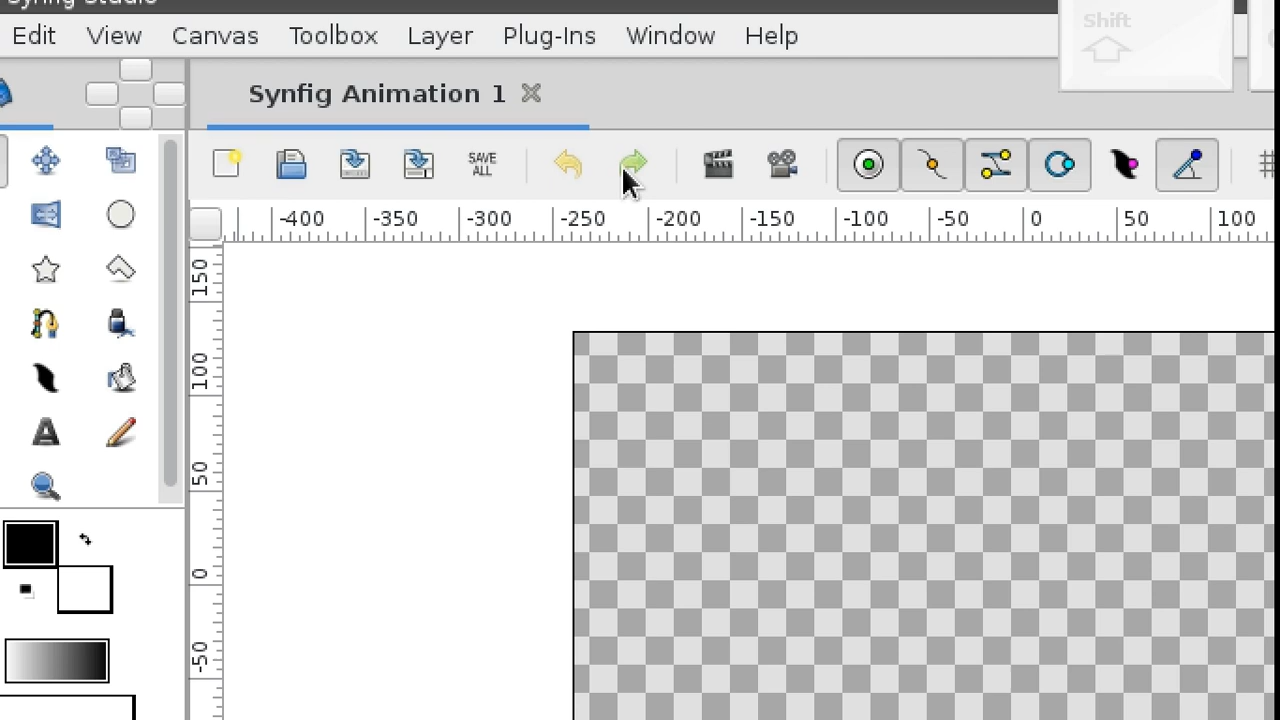 Synfig Studio
Edit View Canvas Toolbox Layer Plug-Ins Window Help
Shift
Synfig Animation 1
SAVE ALL
-400 -350 -300 -250 -200 -150 -100 -50 0 50 100
150
100
50
0
-50